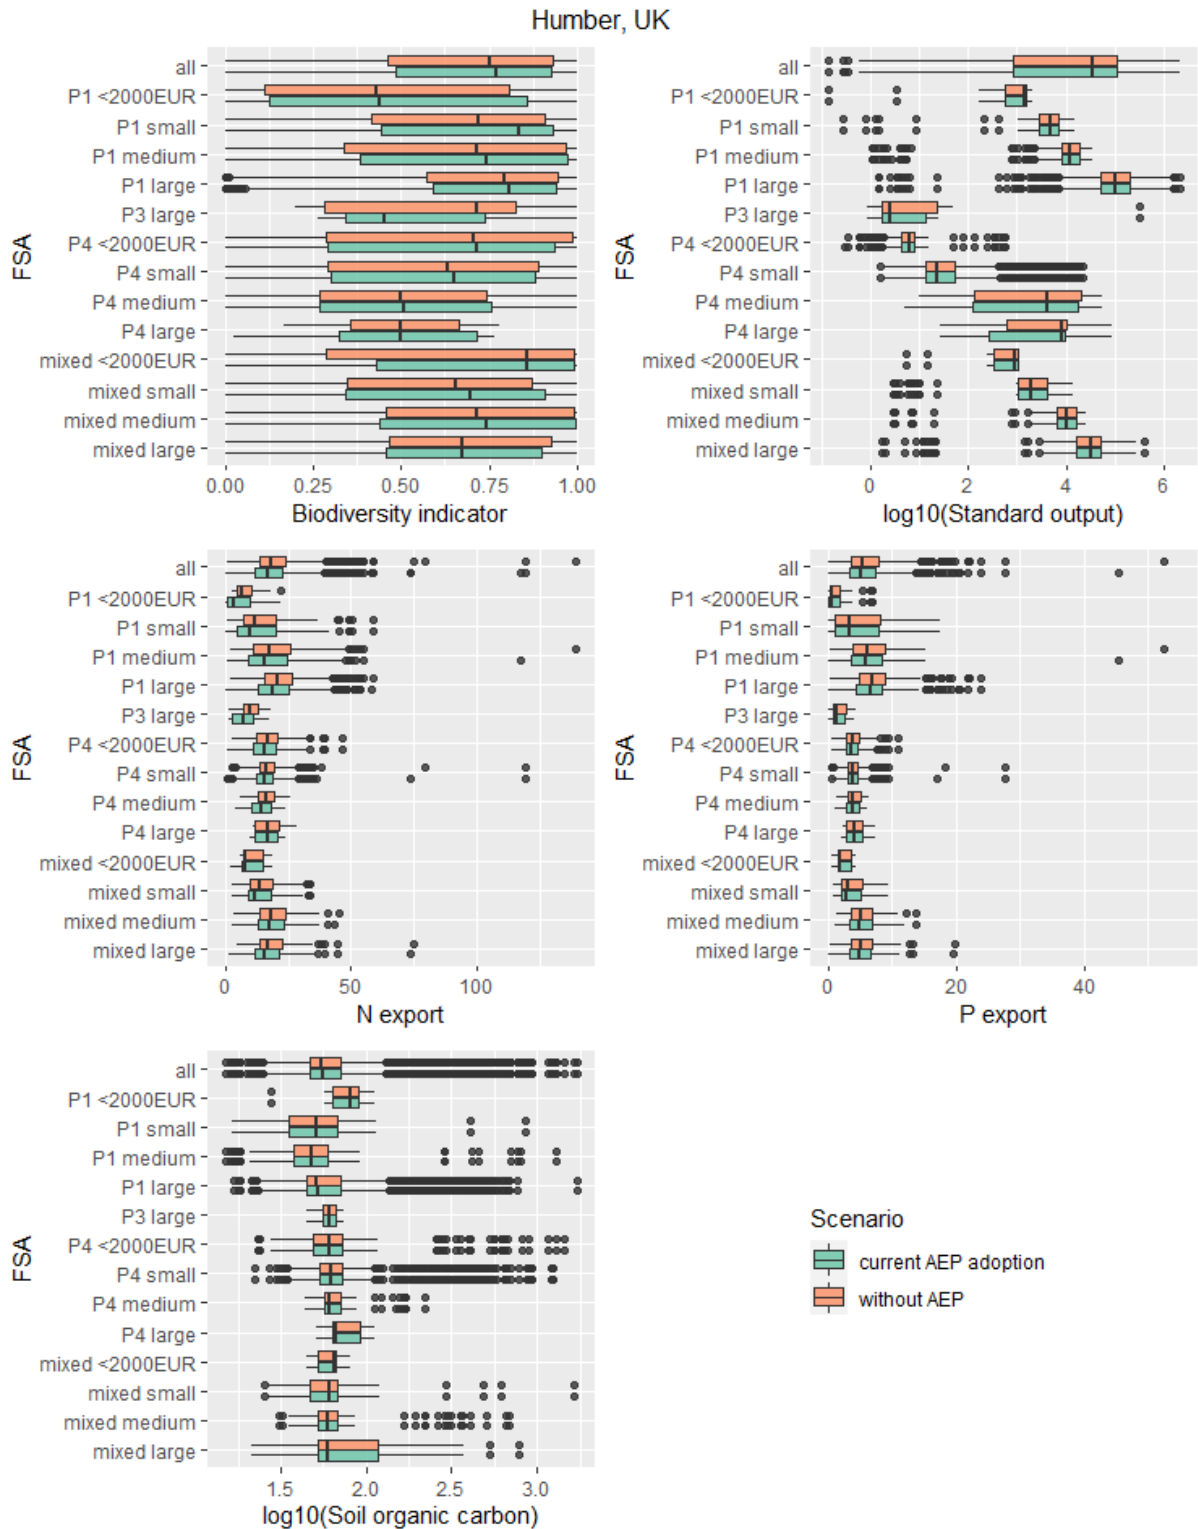 Humber, UK
FSA
all
P1 <2000EUR
P1 small
P1 medium
P1 large
P3 large
P4 <2000EUR
P4 small
P4 medium
P4 large
mixed <2000EUR
mixed small
mixed medium
mixed large
0.00 0.25 0.50 0.75 1.00
Biodiversity indicator
FSA
all
P1 <2000EUR
P1 small
P1 medium
P1 large
P3 large
P4 <2000EUR
P4 small
P4 medium
P4 large
mixed <2000EUR
mixed small
mixed medium
mixed large
0 2 4 6
log10(Standard output)
FSA
all
P1 <2000EUR
P1 small
P1 medium
P1 large
P3 large
P4 <2000EUR
P4 small
P4 medium
P4 large
mixed <2000EUR
mixed small
mixed medium
mixed large
0 50 100
N export
FSA
all
P1 <2000EUR
P1 small
P1 medium
P1 large
P3 large
P4 <2000EUR
P4 small
P4 medium
P4 large
mixed <2000EUR
mixed small
mixed medium
mixed large
0 20 40
P export
FSA
all
P1 <2000EUR
P1 small
P1 medium
P1 large
P3 large
P4 <2000EUR
P4 small
P4 medium
P4 large
mixed <2000EUR
mixed small
mixed medium
mixed large
1.5 2.0 2.5 3.0
log10(Soil organic carbon)
Scenario
current AEP adoption
without AEP